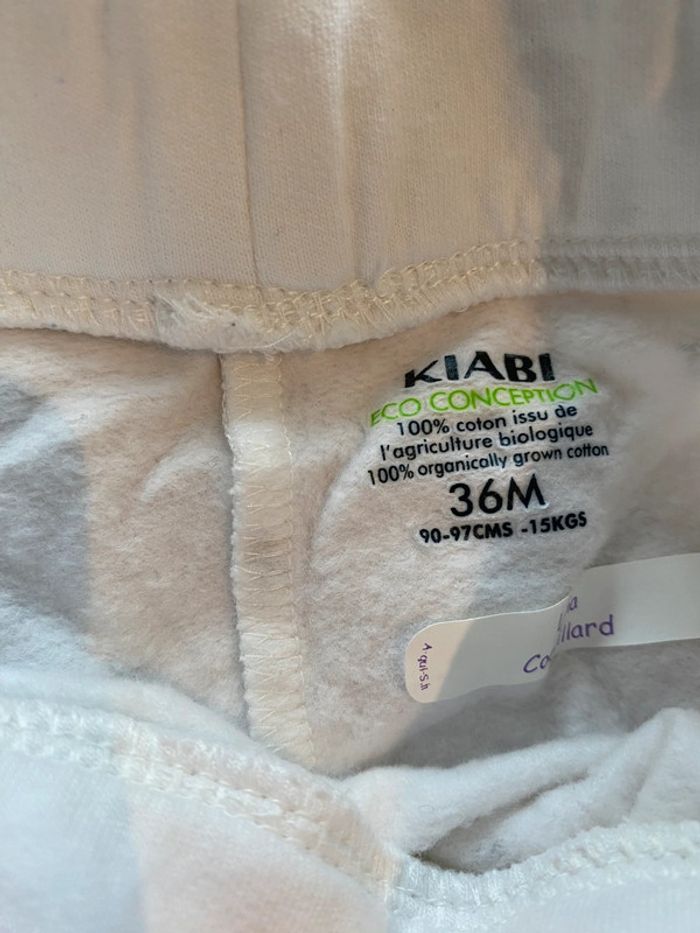 KIABI
ECO CONCEPTION
100% coton issu de
l'agriculture biologique
100% organically grown cotton
36M
90-97CMS -15KGS